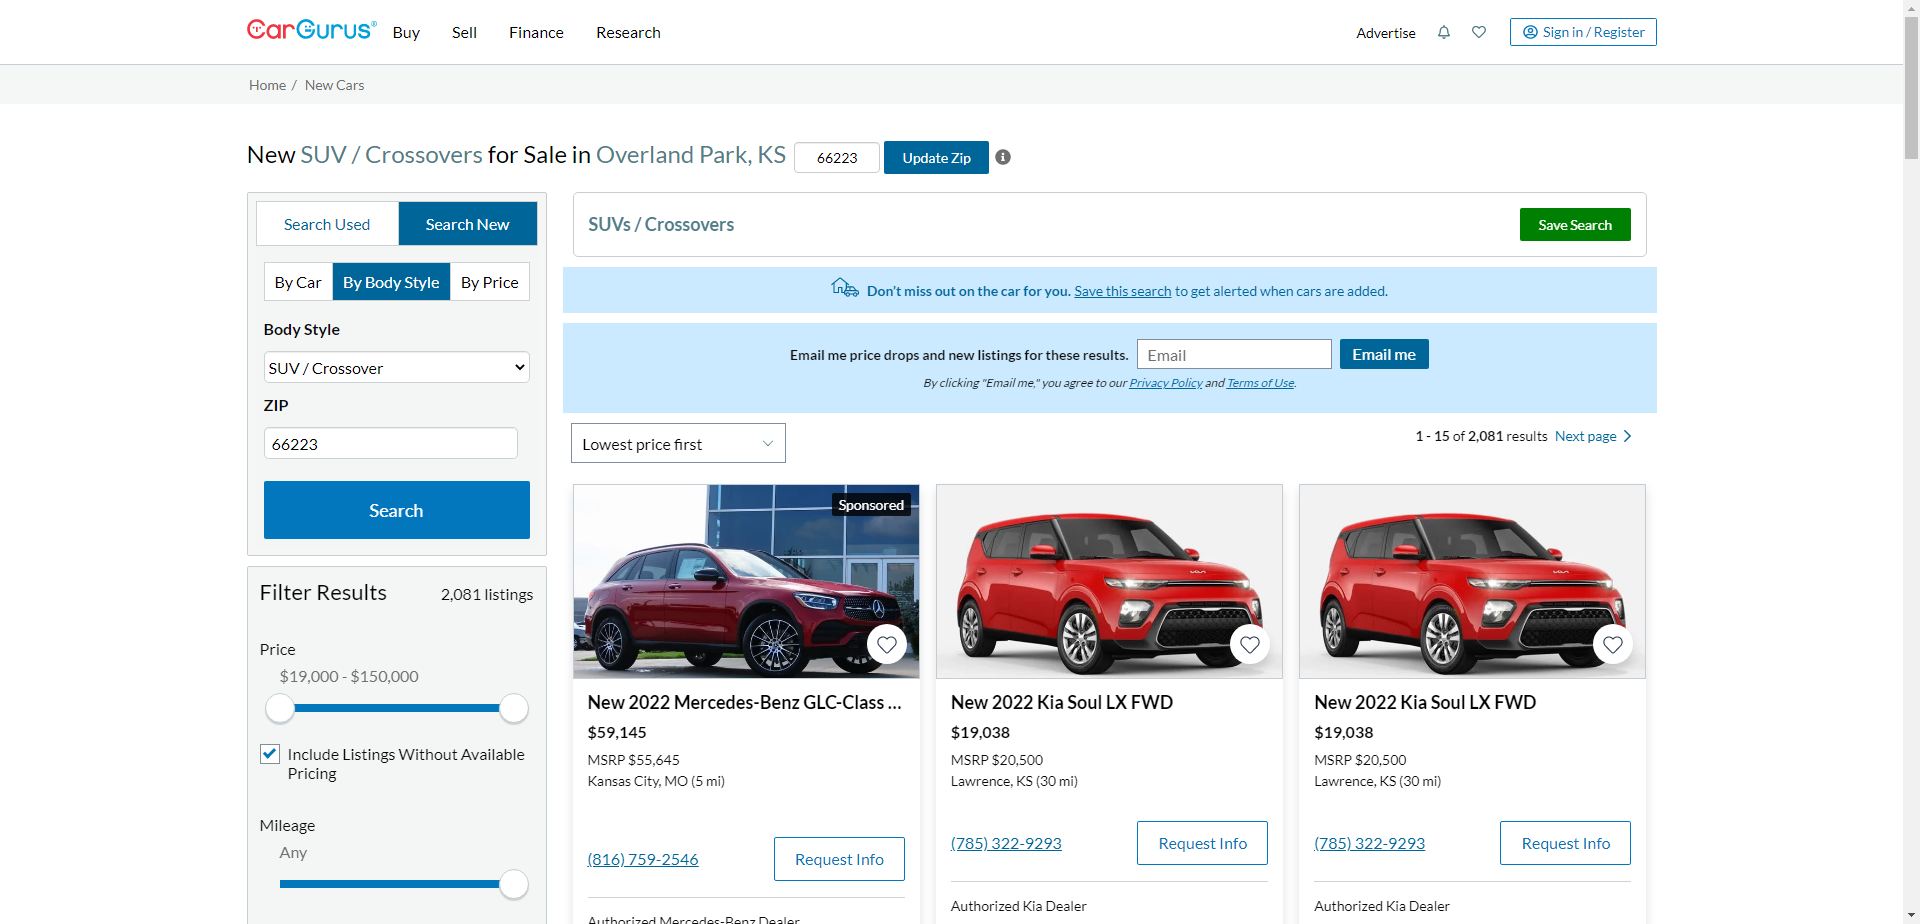 CarGurus®
Buy
Sell
Finance
Research
Advertise
Sign in / Register
Home / New Cars
New SUV / Crossovers for Sale in Overland Park, KS
66223
Update Zip
Search Used
Search New
By Car
By Body Style
By Price
Body Style
SUV / Crossover
ZIP
66223
Search
SUVs / Crossovers
Save Search
Don't miss out on the car for you. Save this search to get alerted when cars are added.
Email me price drops and new listings for these results.
Email
Email me
By clicking "Email me," you agree to our Privacy Policy and Terms of Use.
Lowest price first
1 - 15 of 2,081 results
Next page
Filter Results
2,081 listings
Price
$19,000 - $150,000
Include Listings Without Available
Pricing
Mileage
Any
Sponsored
New 2022 Mercedes-Benz GLC-Class ...
$59,145
MSRP $55,645
Kansas City, MO (5 mi)
(816) 759-2546
Request Info
Authorized Mercedes-Benz Dealer
New 2022 Kia Soul LX FWD
$19,038
MSRP $20,500
Lawrence, KS (30 mi)
(785) 322-9293
Request Info
Authorized Kia Dealer
New 2022 Kia Soul LX FWD
$19,038
MSRP $20,500
Lawrence, KS (30 mi)
(785) 322-9293
Request Info
Authorized Kia Dealer